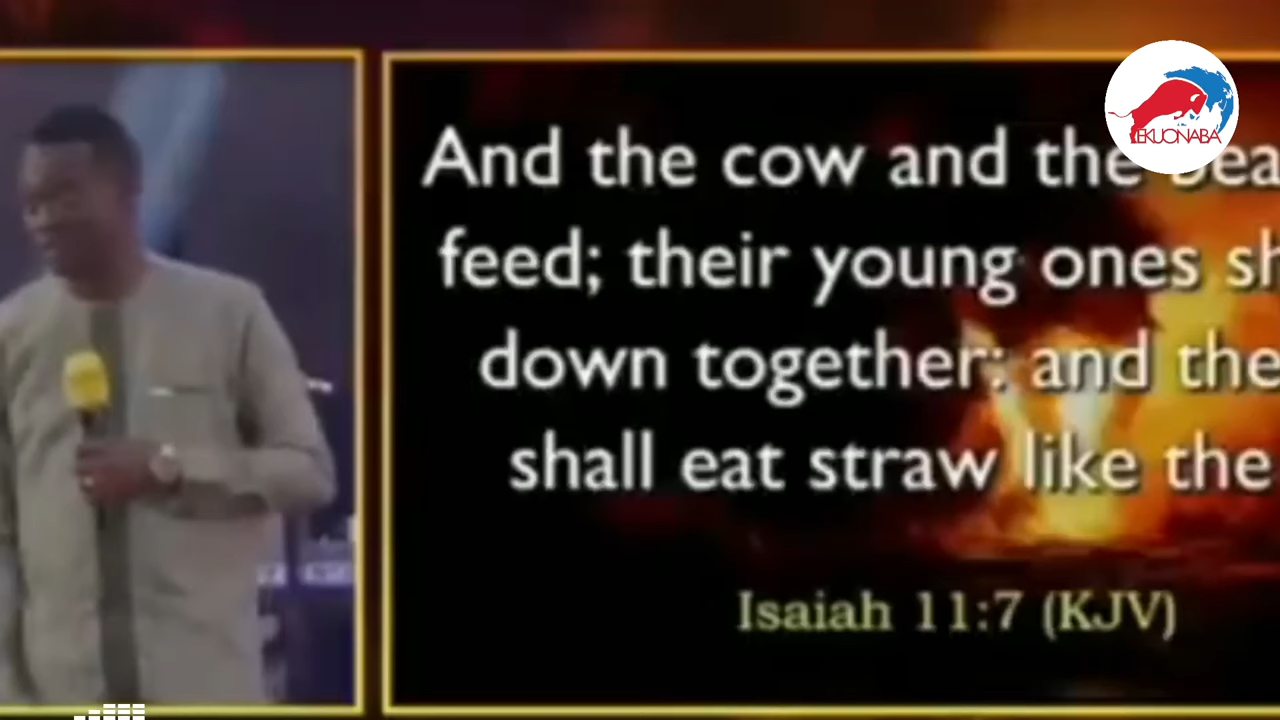 EKUONABA
And the cow and the
feed; their young ones
down together: and the
shall eat straw like the
Isaiah 11:7 (KJV)